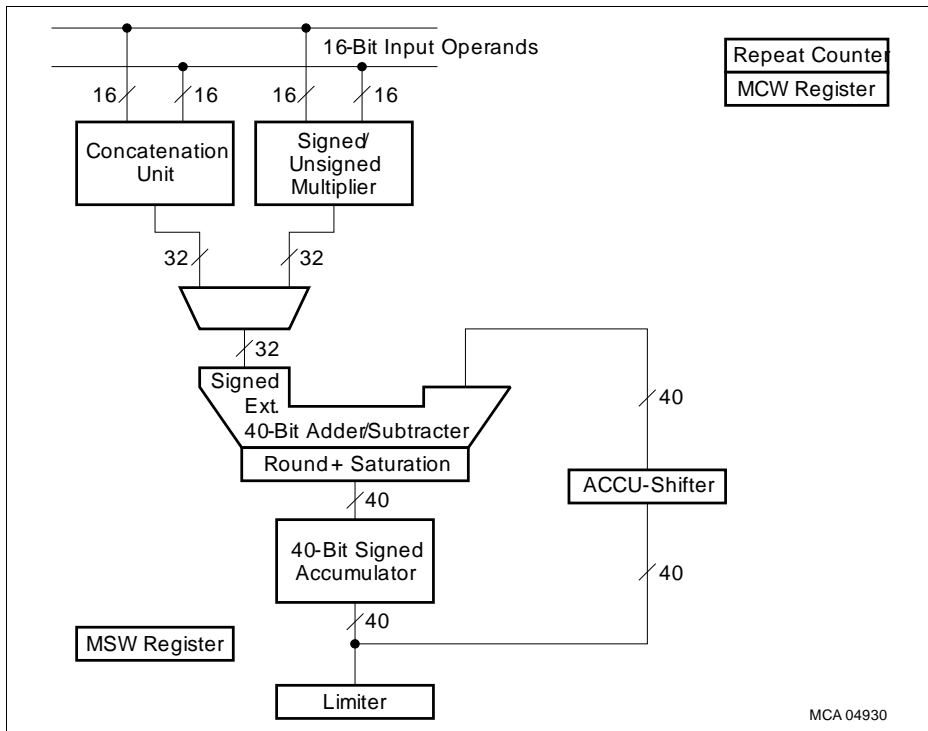 16-Bit Input Operands
Repeat Counter
MCW Register
16
16
16
16
Concatenation
Unit
Signed/
Unsigned
Multiplier
32
32
32
Signed
Ext.
40-Bit Adder/Subtracter
Round + Saturation
40
ACCU-Shifter
40
40-Bit Signed
Accumulator
40
40
MSW Register
Limiter
MCA 04930